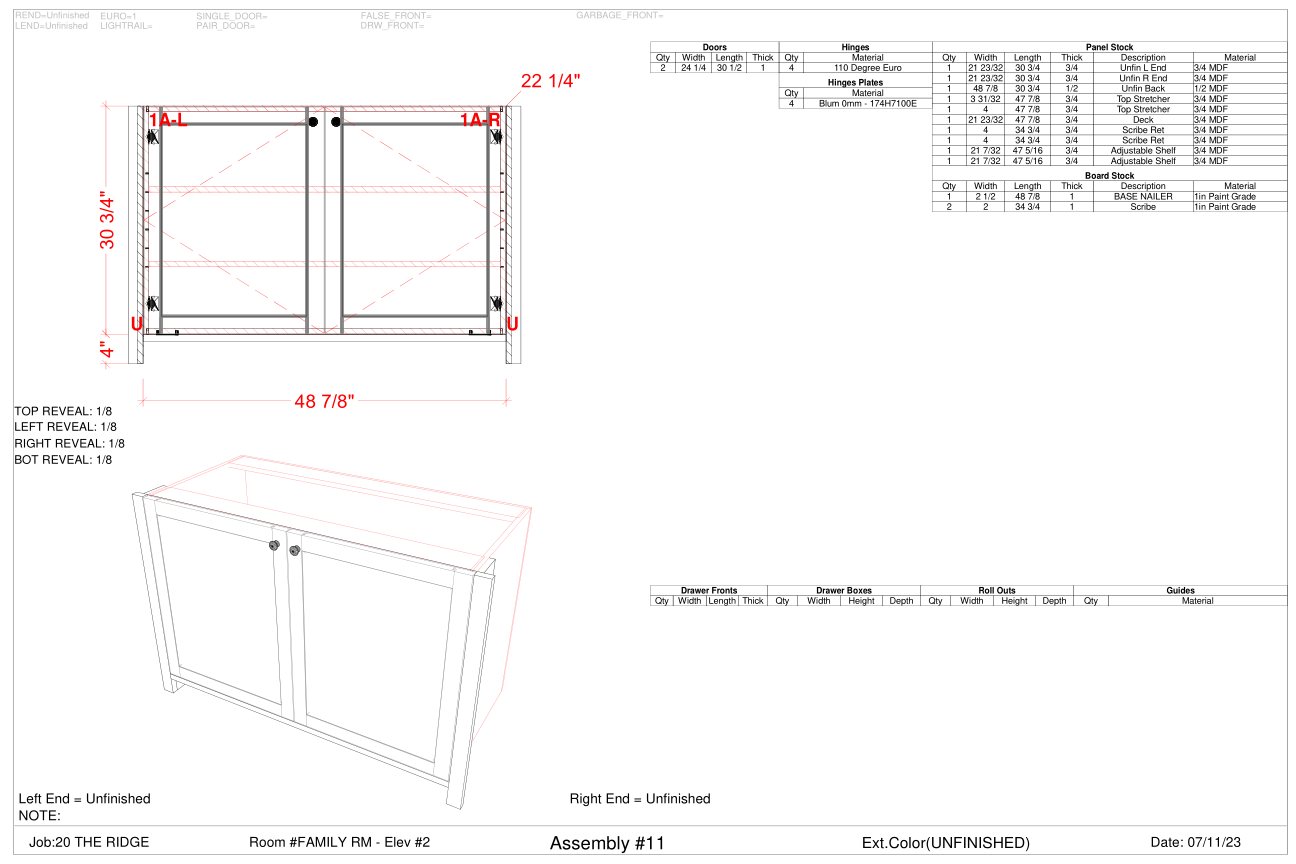 REND=Unfinished EURO=1 SINGLE_DOOR= FALSE_FRONT= GARBAGE_FRONT=
LEND=Unfinished LIGHTRAIL= PAIR_DOOR= DRW_FRONT=
22 1/4"
1A-L 1A-R
30 3/4"
U U
4"
48 7/8"
TOP REVEAL: 1/8
LEFT REVEAL: 1/8
RIGHT REVEAL: 1/8
BOT REVEAL: 1/8
Doors
Qty Width Length Thick
2 24 1/4 30 1/2 1
Hinges
Qty Material
4 110 Degree Euro
Hinges Plates
Qty Material
4 Blum 0mm - 174H7100E
Panel Stock
Qty Width Length Thick Description Material
1 21 23/32 30 3/4 3/4 Unfin L End 3/4 MDF
1 21 23/32 30 3/4 3/4 Unfin R End 3/4 MDF
1 48 7/8 30 3/4 1/2 Unfin Back 1/2 MDF
1 3 31/32 47 7/8 3/4 Top Stretcher 3/4 MDF
1 4 47 7/8 3/4 Top Stretcher 3/4 MDF
1 21 23/32 47 7/8 3/4 Deck 3/4 MDF
1 4 34 3/4 3/4 Scribe Ret 3/4 MDF
1 4 34 3/4 3/4 Scribe Ret 3/4 MDF
1 21 7/32 47 5/16 3/4 Adjustable Shelf 3/4 MDF
1 21 7/32 47 5/16 3/4 Adjustable Shelf 3/4 MDF
Board Stock
Qty Width Length Thick Description Material
1 2 1/2 48 7/8 1 BASE NAILER 1in Paint Grade
2 2 34 3/4 1 Scribe 1in Paint Grade
Drawer Fronts Drawer Boxes Roll Outs Guides
Qty Width Length Thick Qty Width Height Depth Qty Width Height Depth Qty Material
Left End = Unfinished Right End = Unfinished
NOTE:
Job:20 THE RIDGE Room #FAMILY RM - Elev #2 Assembly #11 Ext.Color(UNFINISHED) Date: 07/11/23